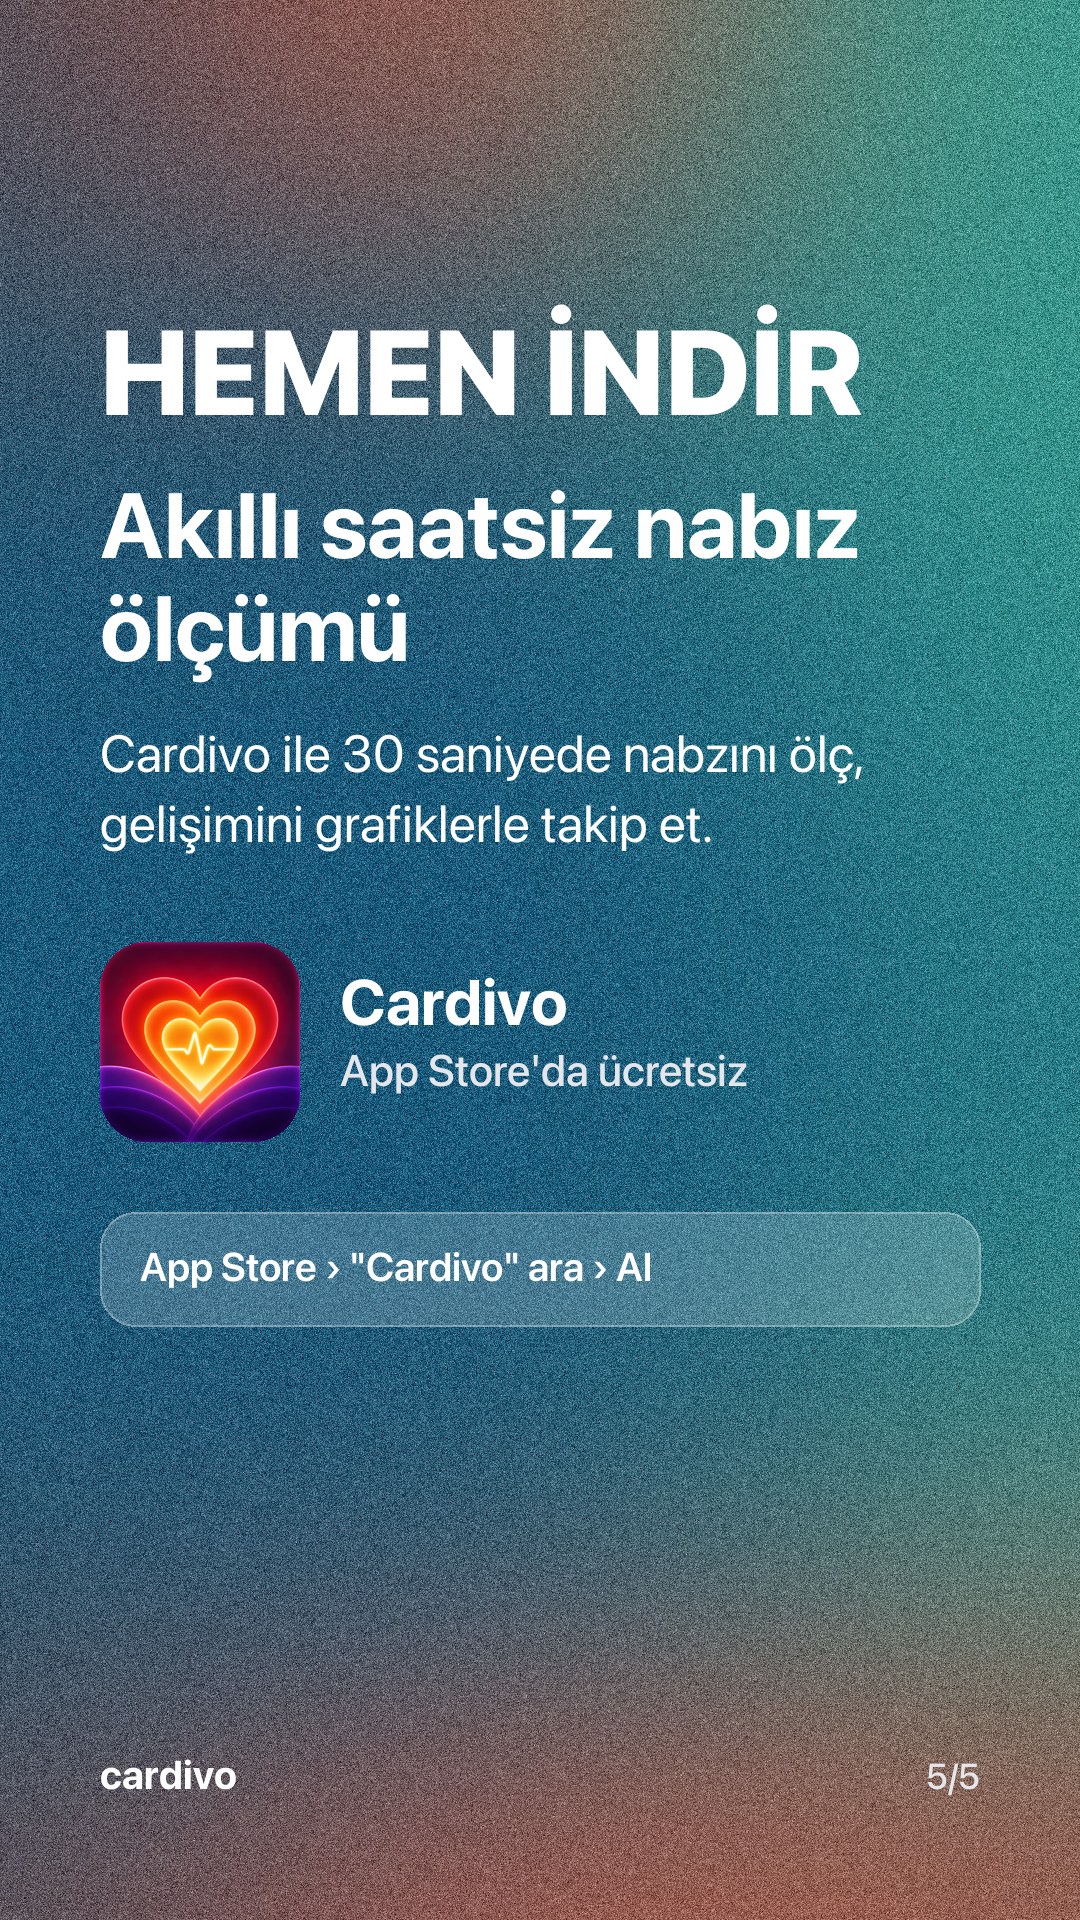 HEMEN İNDİR
Akıllı saatsiz nabız
ölçümü
Cardivo ile 30 saniyede nabzını ölç,
gelişimini grafiklerle takip et.
Cardivo
App Store'da ücretsiz
App Store › "Cardivo" ara › Al
cardivo
5/5